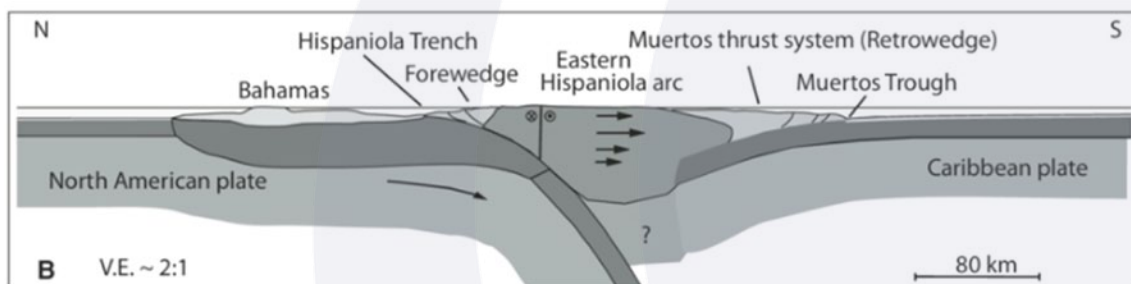 N
S
Hispaniola Trench
Muertos thrust system (Retrowedge)
Forewedge
Eastern
Hispaniola arc
Muertos Trough
Bahamas
North American plate
Caribbean plate
?
B V.E. ~ 2:1
80 km